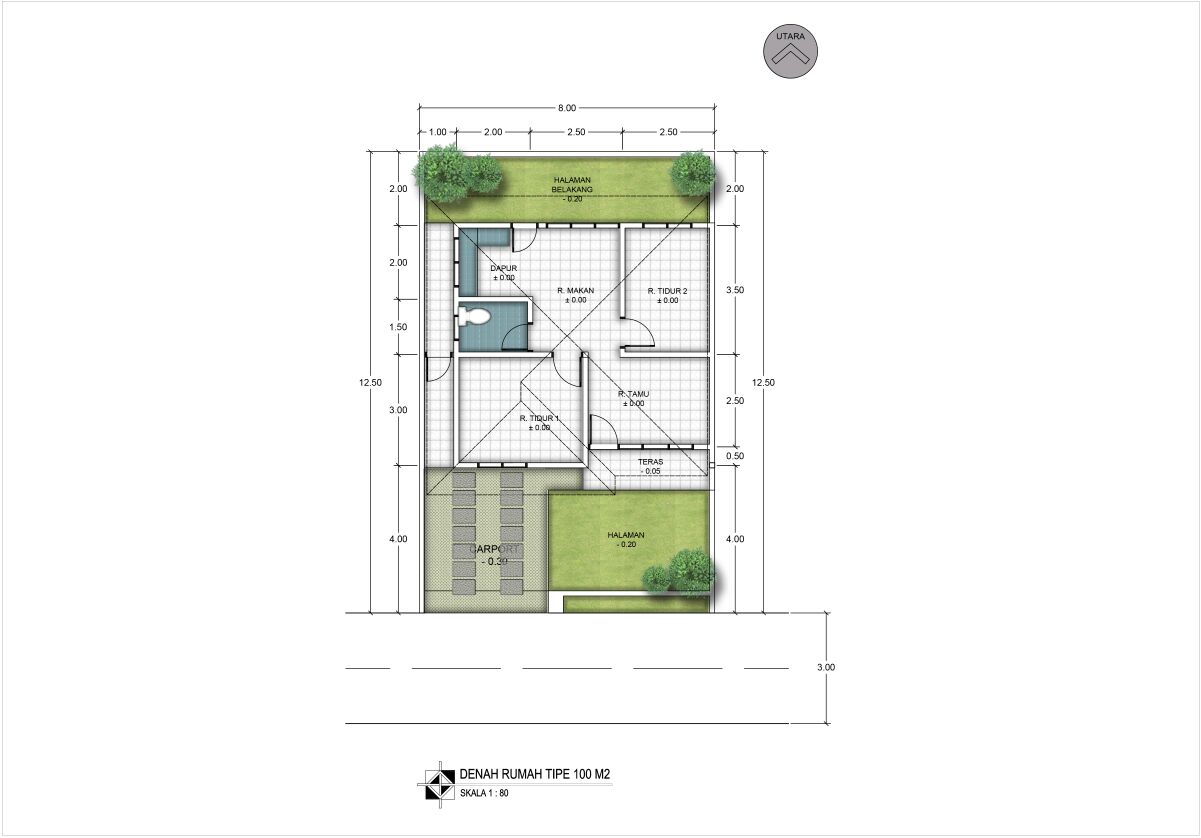 UTARA
8.00
1.00
2.00
2.50
2.50
2.00
2.00
HALAMAN
BELAKANG
- 0.20
2.00
DAPUR
± 0.00
R. MAKAN
± 0.00
R. TIDUR 2
± 0.00
3.50
1.50
12.50
12.50
3.00
R. TAMU
± 0.00
2.50
R. TIDUR 1
± 0.00
TERAS
- 0.05
0.50
4.00
CARPORT
- 0.30
HALAMAN
- 0.20
4.00
3.00
DENAH RUMAH TIPE 100 M2
SKALA 1 : 80